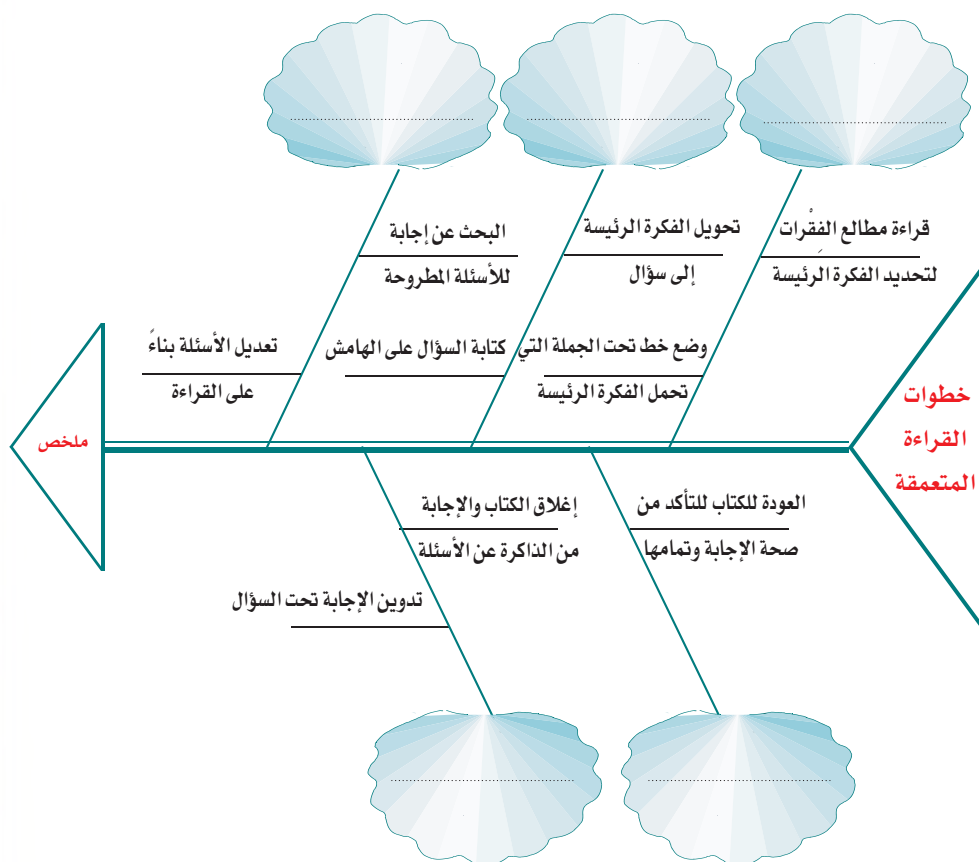 قراءة مطالع الفقْرات
لتحديد الفكرة الرئيسة
وضع خط تحت الجملة التي
تحمل الفكرة الرئيسة
تحويل الفكرة الرئيسة
إلى سؤال
كتابة السؤال على الهامش
البحث عن إجابة
للأسئلة المطروحة
تعديل الأسئلة بناءً
على القراءة
خطوات
القراءة
المتعمقة
ملخص
العودة للكتاب للتأكد من
صحة الإجابة وتمامها
إغلاق الكتاب والإجابة
من الذاكرة عن الأسئلة
تدوين الإجابة تحت السؤال